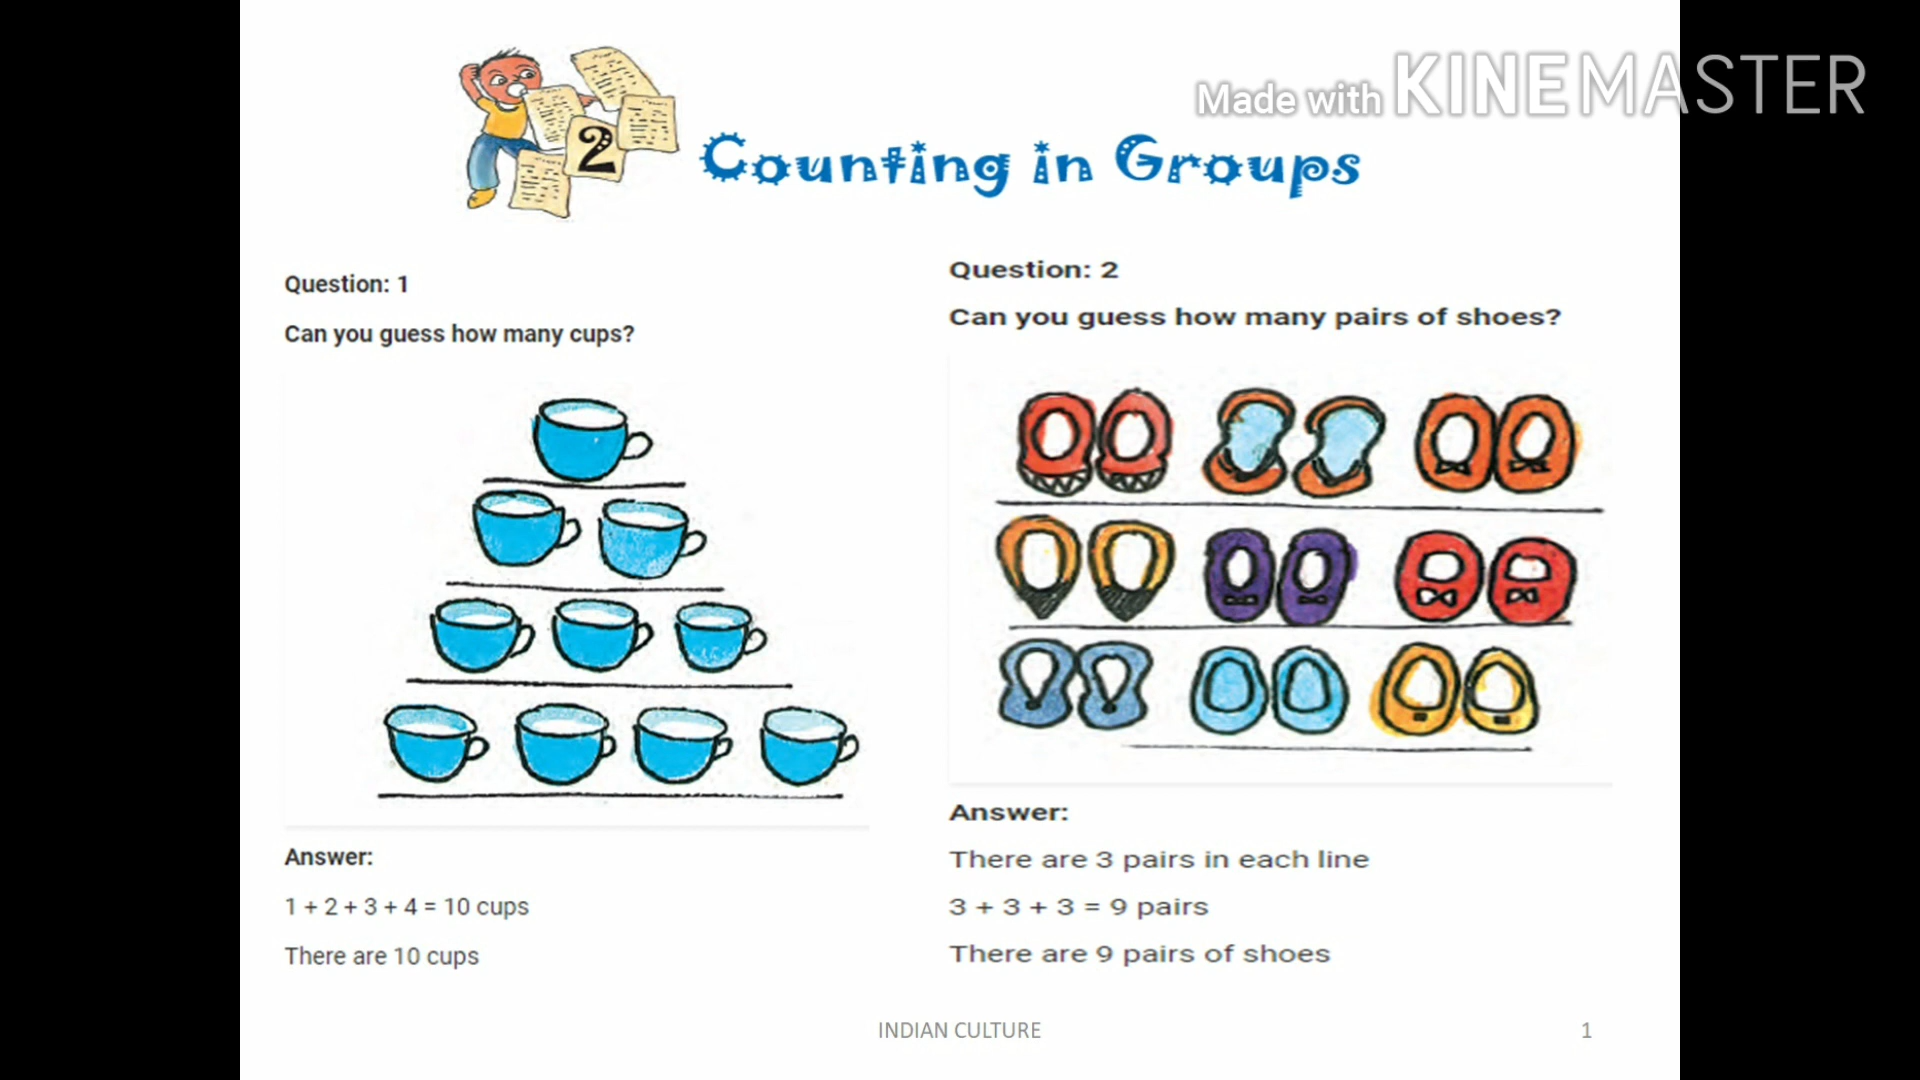 Made with KINEMASTER
2
Counting in Groups
Question: 1
Can you guess how many cups?
Answer:
1 + 2 + 3 + 4 = 10 cups
There are 10 cups
Question: 2
Can you guess how many pairs of shoes?
Answer:
There are 3 pairs in each line
3 + 3 + 3 = 9 pairs
There are 9 pairs of shoes
INDIAN CULTURE
1